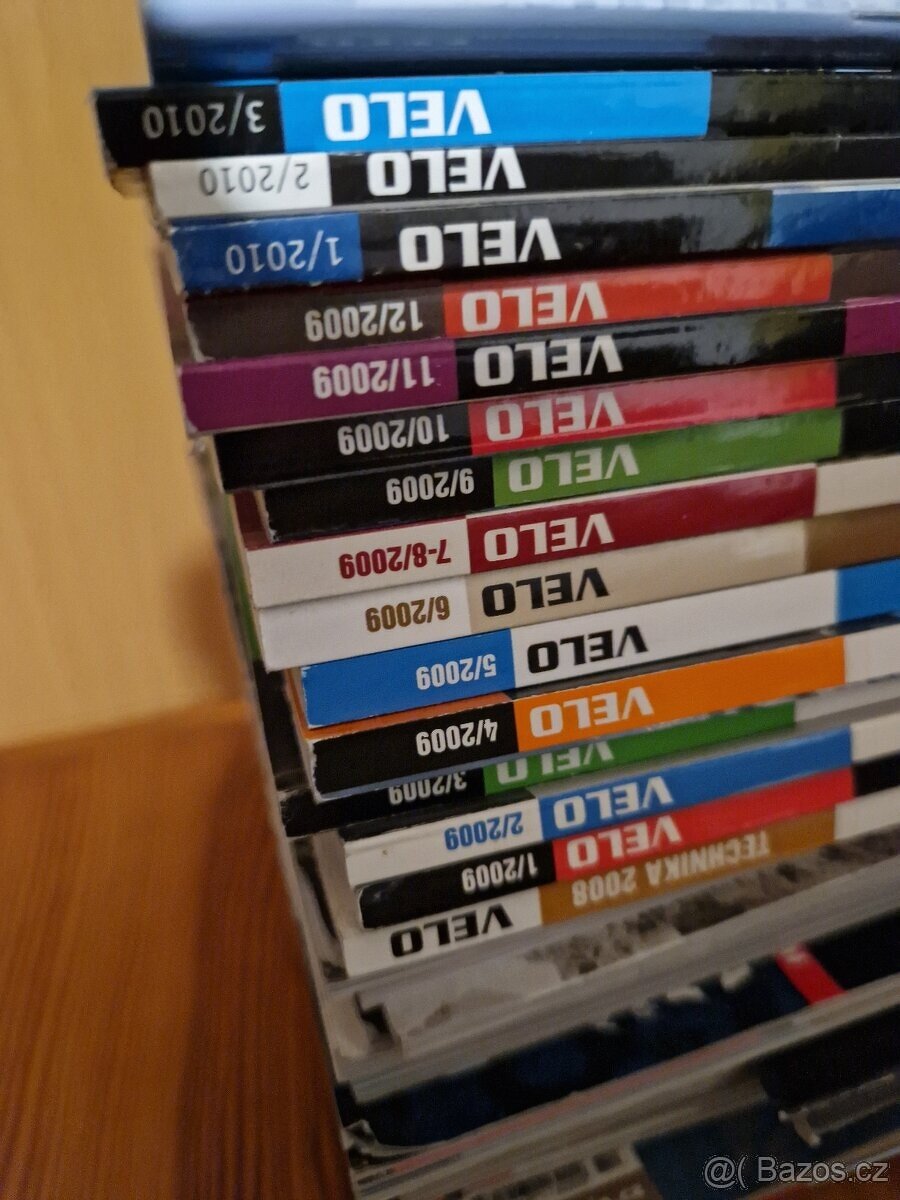 VELO 3/2010
VELO 2/2010
VELO 1/2010
VELO 12/2009
VELO 11/2009
VELO 10/2009
VELO 9/2009
VELO 7-8/2009
VELO 6/2009
VELO 5/2009
VELO 4/2009
VELO 3/2009
VELO 2/2009
VELO 1/2009
TECHNIKA 2008 VELO
@( Bazos.cz